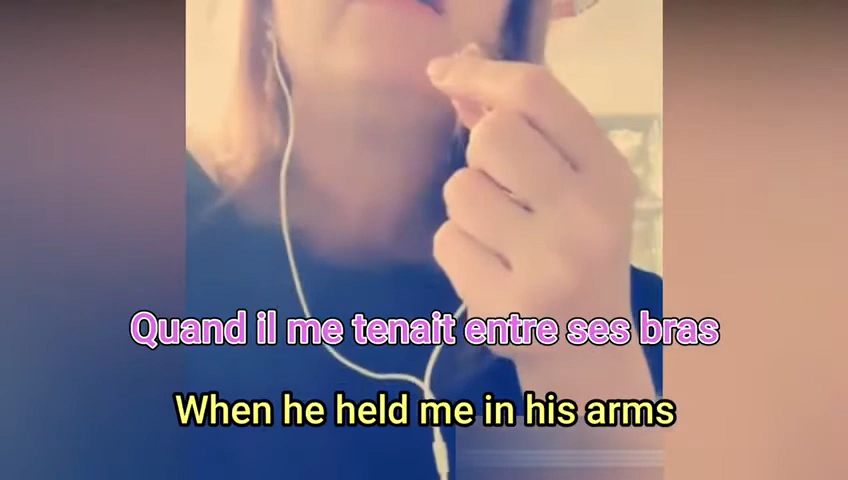 Quand il me tenait entre ses bras
When he held me in his arms